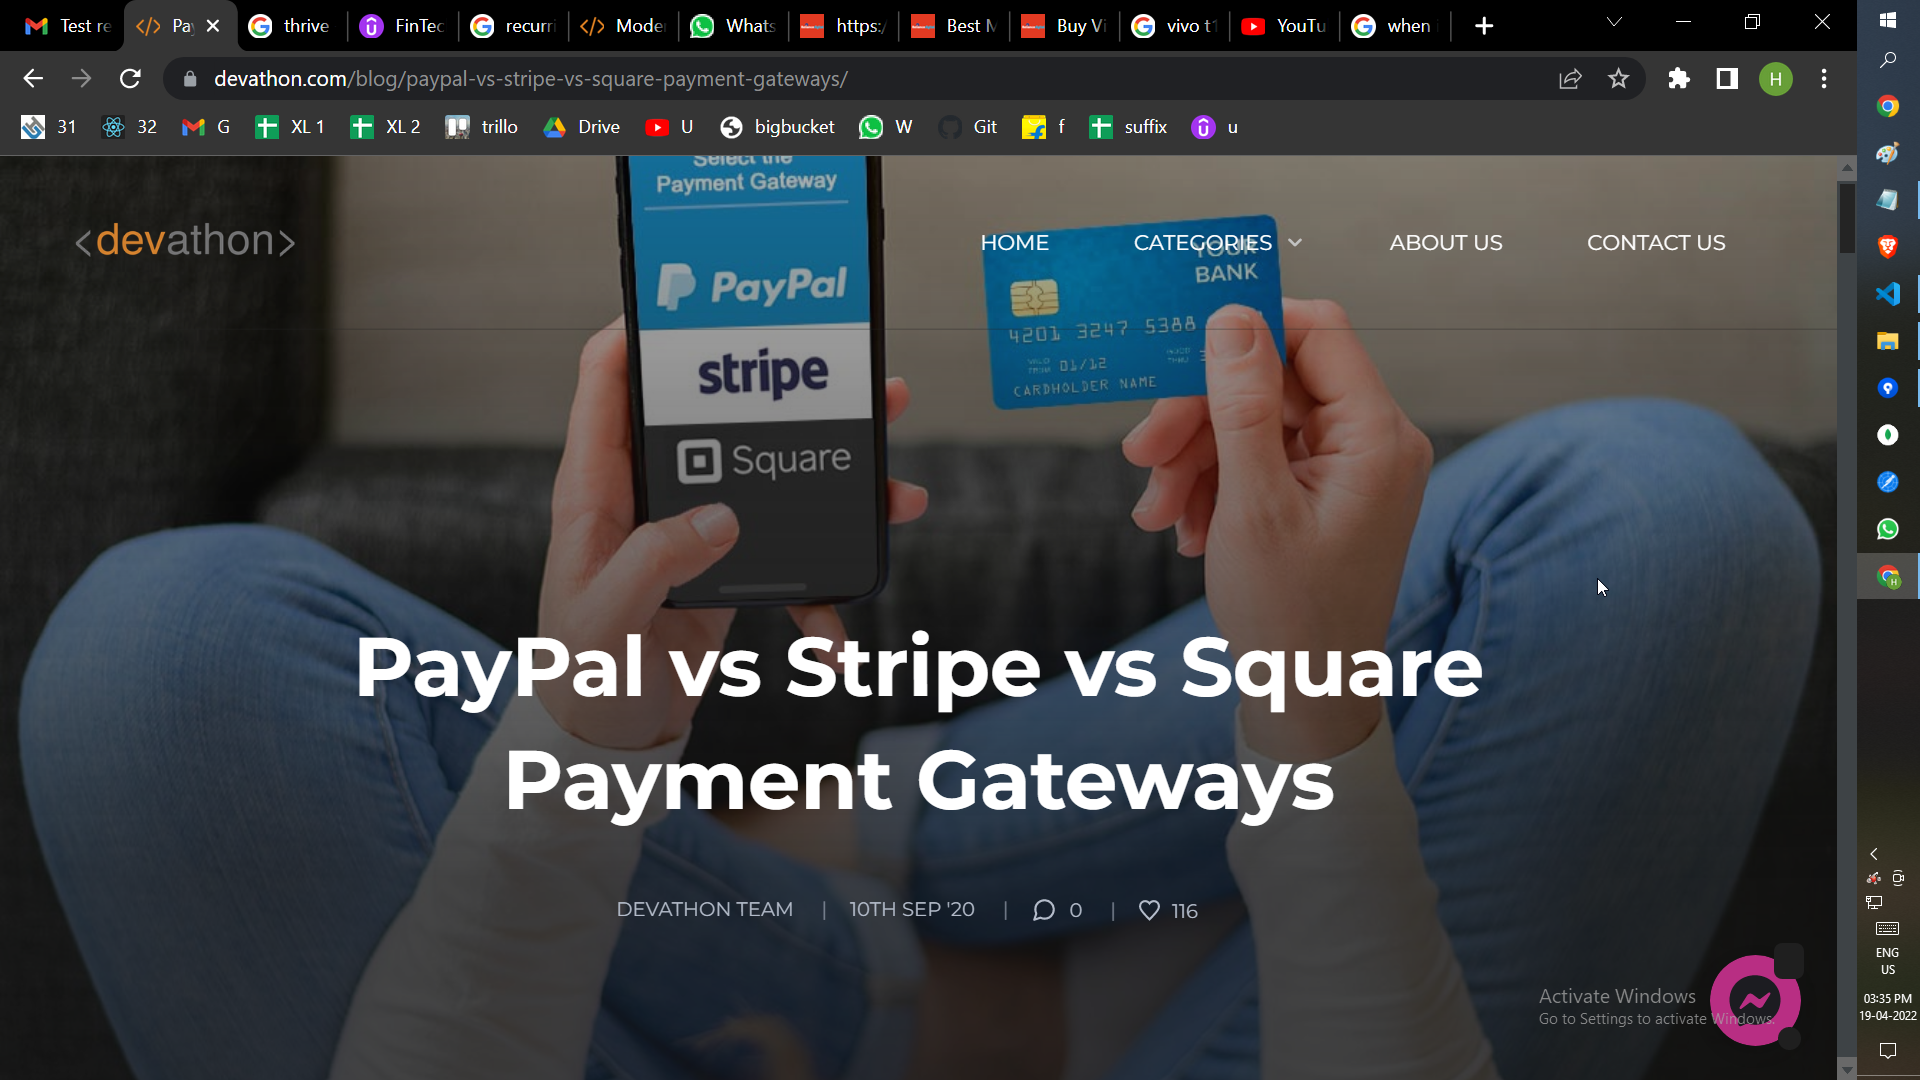 Test re
Pa
thrive
FinTec
recurri
Moder
Whats
https:/
Best M
Buy Vi
vivo t1
YouTu
when
devathon.com/blog/paypal-vs-stripe-vs-square-payment-gateways/
H
31
32
G
XL 1
XL 2
trillo
Drive
U
bigbucket
W
Git
f
suffix
u
Select the
Payment Gateway
<devathon>
HOME
CATEGORIES
ABOUT US
CONTACT US
YOUR
BANK
PayPal
stripe
Square
4201 3247 5388
01/12
CARDHOLDER NAME
PayPal vs Stripe vs Square
Payment Gateways
DEVATHON TEAM | 10TH SEP '20 | 0 | 116
Activate Windows
Go to Settings to activate Windows.
ENG
US
03:35 PM
19-04-2022